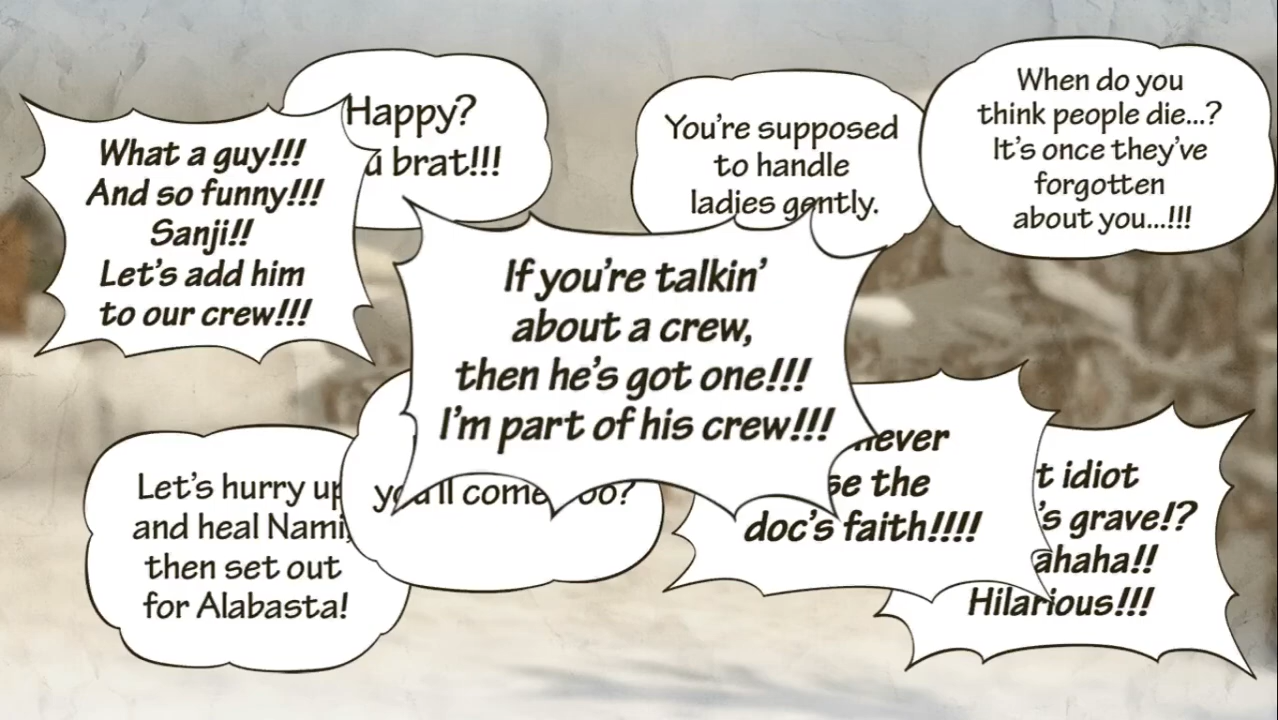 What a guy!!!
And so funny!!!
Sanji!!
Let's add him
to our crew!!!
Happy?
brat!!!
You're supposed
to handle
ladies gently.
When do you
think people die...?
It's once they've
forgotten
about you...!!!
If you're talkin'
about a crew,
then he's got one!!!
I'm part of his crew!!!
Let's hurry up
and heal Nami,
then set out
for Alabasta!
you'll come
never
the
doc's faith!!!!
idiot
grave!?
Hilarious!!!